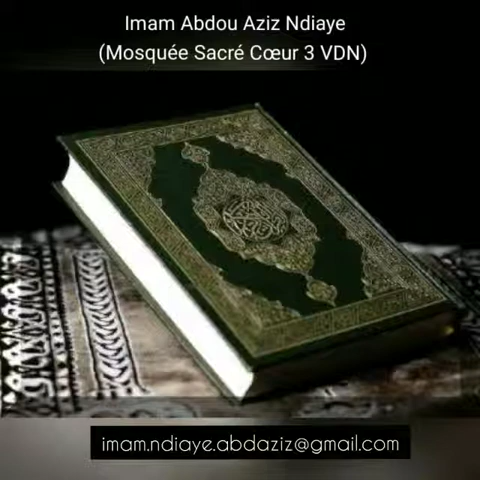 Imam Abdou Aziz Ndiaye
(Mosquée Sacré Cœur 3 VDN)
imam.ndiaye.abdaziz@gmail.com